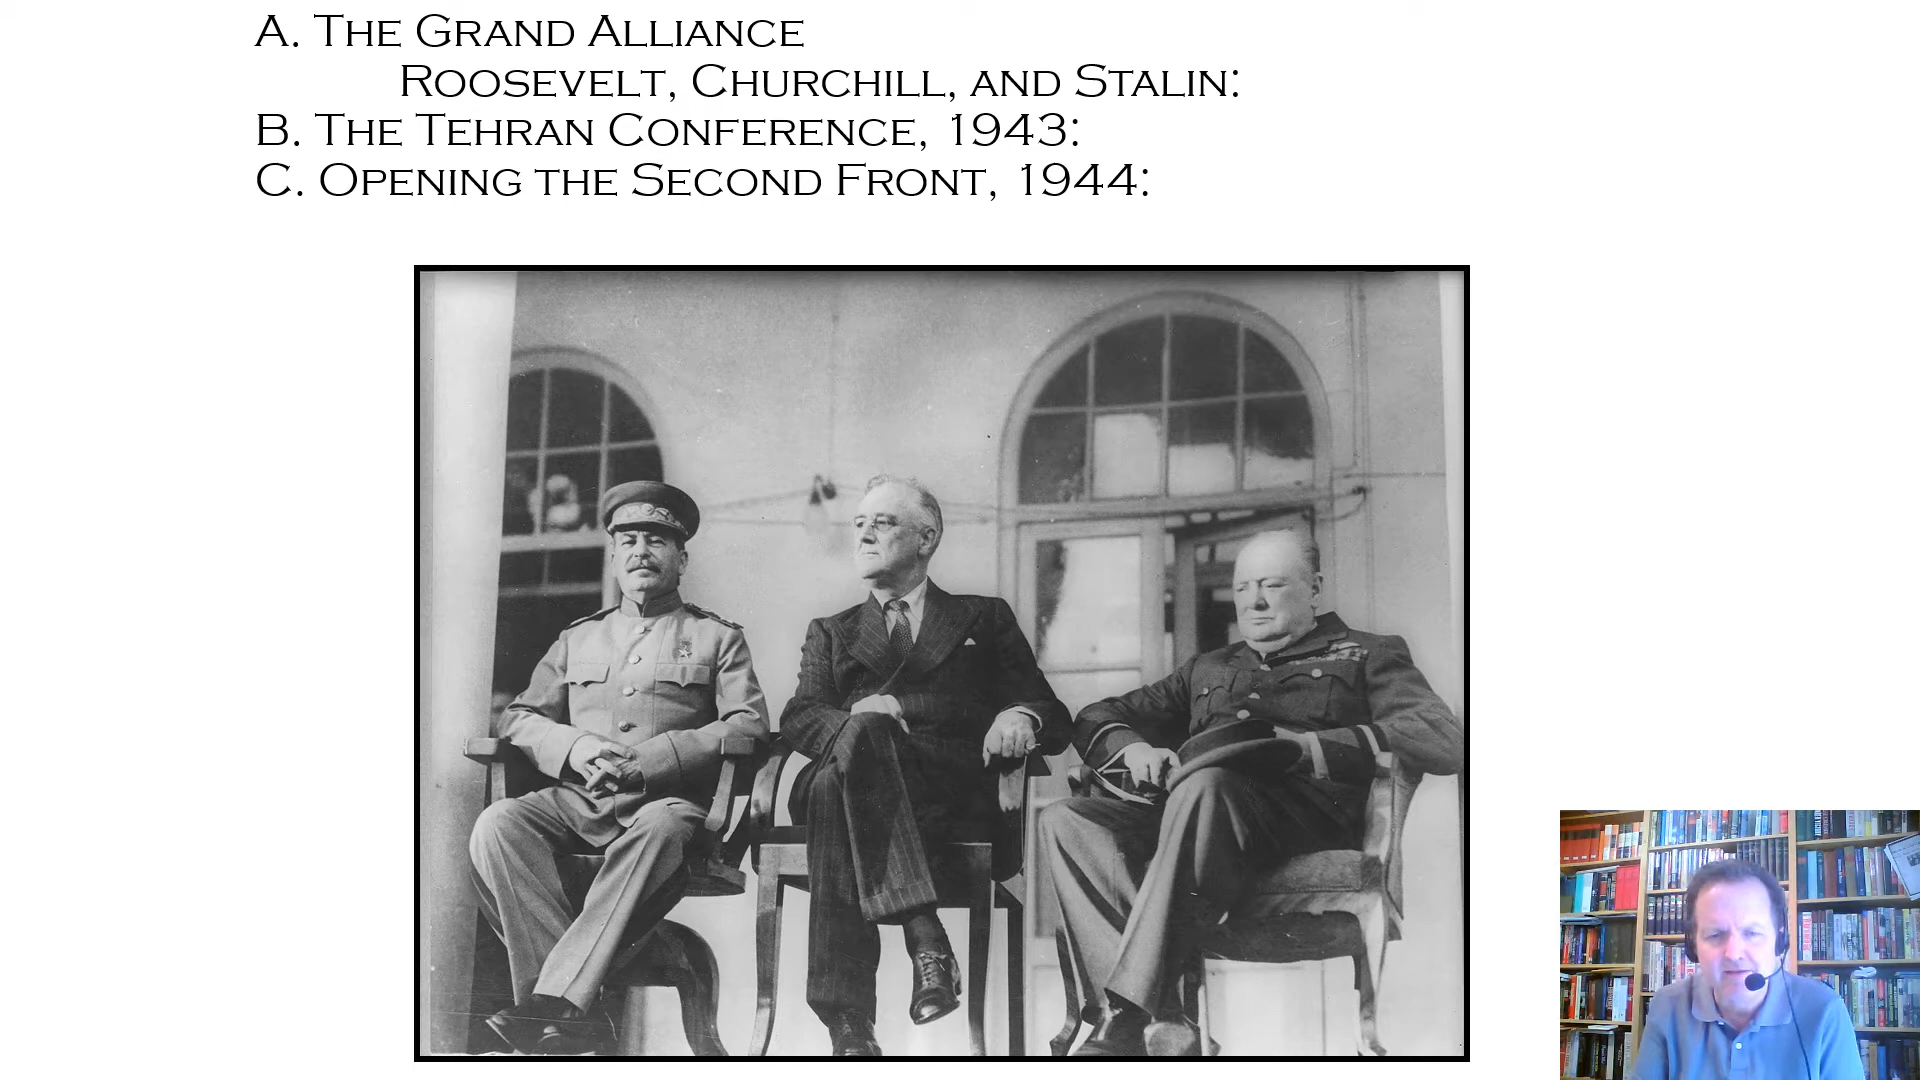 A. The Grand Alliance
Roosevelt, Churchill, and Stalin:
B. The Tehran Conference, 1943:
C. Opening the Second Front, 1944: